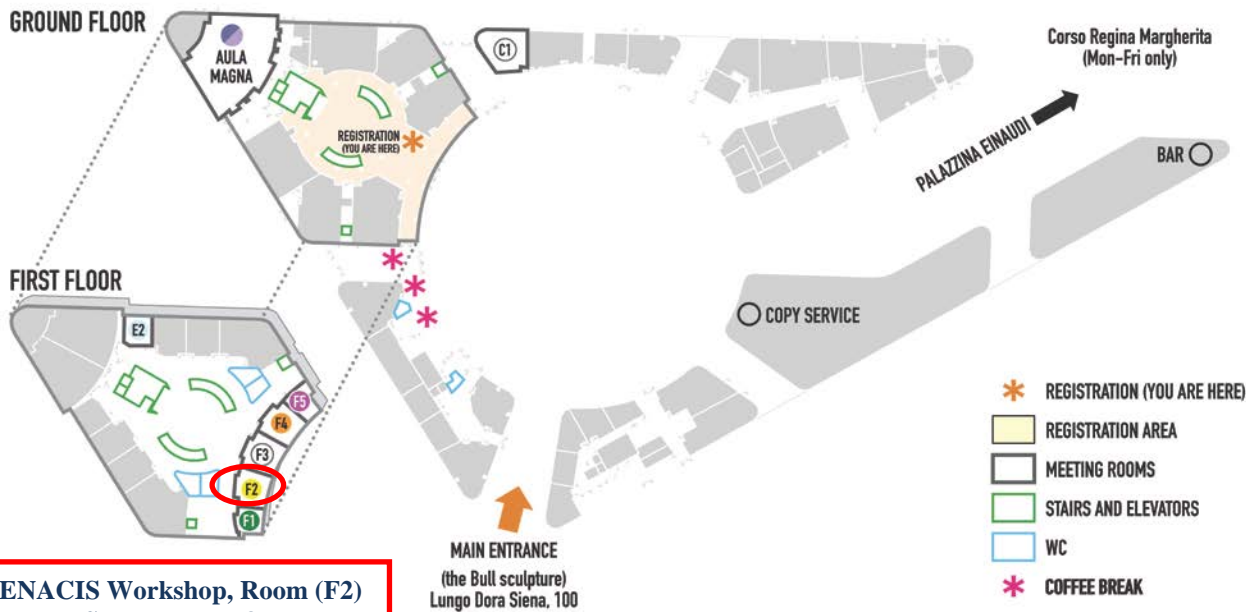 GROUND FLOOR
AULA
MAGNA
C1
Corso Regina Margherita
(Mon-Fri only)
REGISTRATION
(YOU ARE HERE)
PALAZZINA EINAUDI
BAR
FIRST FLOOR
E2
COPY SERVICE
F5
F4
F3
F2
F1
REGISTRATION (YOU ARE HERE)
REGISTRATION AREA
MEETING ROOMS
STAIRS AND ELEVATORS
WC
COFFEE BREAK
MAIN ENTRANCE
(the Bull sculpture)
Lungo Dora Siena, 100
ENACIS Workshop, Room (F2)